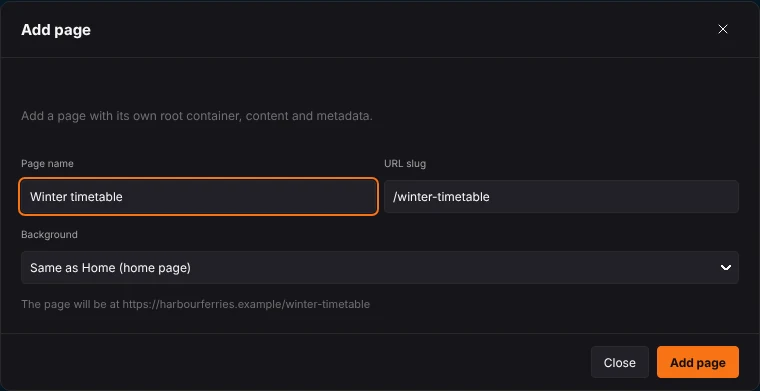 Add page
Add a page with its own root container, content and metadata.
Page name
URL slug
Winter timetable
/winter-timetable
Background
Same as Home (home page)
The page will be at https://harbourferries.example/winter-timetable
Close
Add page